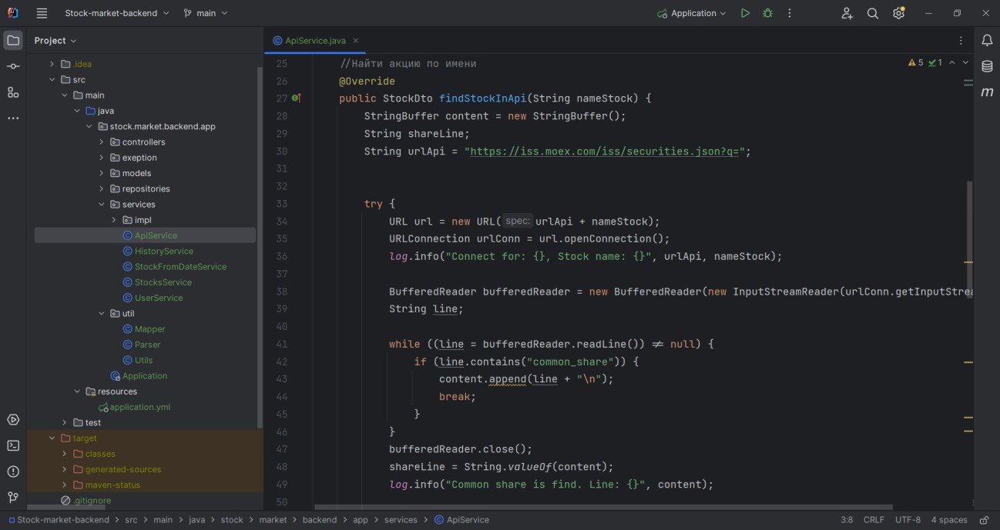 Stock-market-backend
main
Application
Project
ApiService.java
.idea
src
main
java
stock.market.backend.app
controllers
exeption
models
repositories
services
impl
ApiService
HistoryService
StockFromDateService
StocksService
UserService
util
Mapper
Parser
Utils
Application
resources
application.yml
test
target
classes
generated-sources
maven-status
.gitignore
5 1
25 //Найти акцию по имени
26 @Override
27 public StockDto findStockInApi(String nameStock) {
28 StringBuffer content = new StringBuffer();
29 String shareLine;
30 String urlApi = "https://iss.moex.com/iss/securities.json?q=";
31
32
33 try {
34 URL url = new URL( spec: urlApi + nameStock);
35 URLConnection urlConn = url.openConnection();
36 log.info("Connect for: {}, Stock name: {}", urlApi, nameStock);
37
38 BufferedReader bufferedReader = new BufferedReader(new InputStreamReader(urlConn.getInputStrea
39 String line;
40
41 while ((line = bufferedReader.readLine()) ≠ null) {
42 if (line.contains("common_share")) {
43 content.append(line + "\n");
44 break;
45 }
46 }
47 bufferedReader.close();
48 shareLine = String.valueOf(content);
49 log.info("Common share is find. Line: {}", content);
50
m
Stock-market-backend > src > main > java > stock > market > backend > app > services > ApiService
3:8 CRLF UTF-8 4 spaces